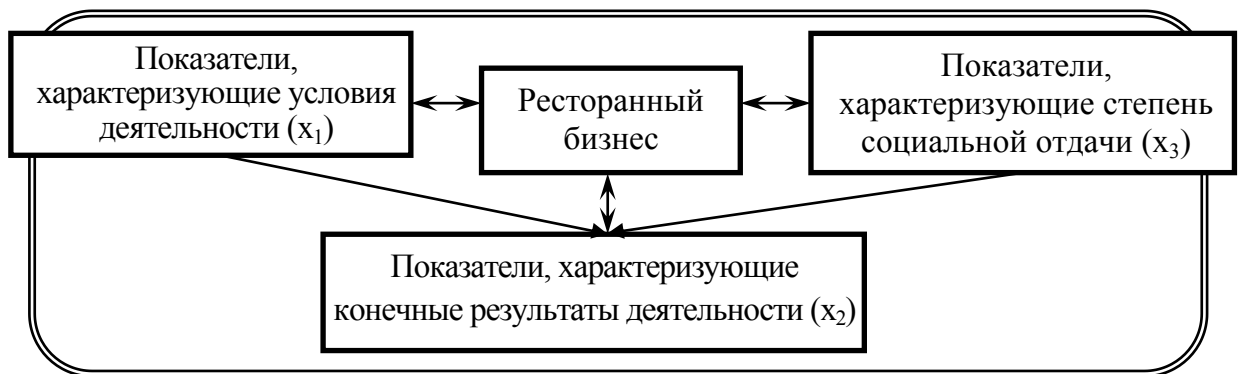 Показатели,
характеризующие условия
деятельности (x₁)
Ресторанный
бизнес
Показатели,
характеризующие степень
социальной отдачи (x₃)
Показатели, характеризующие
конечные результаты деятельности (x₂)